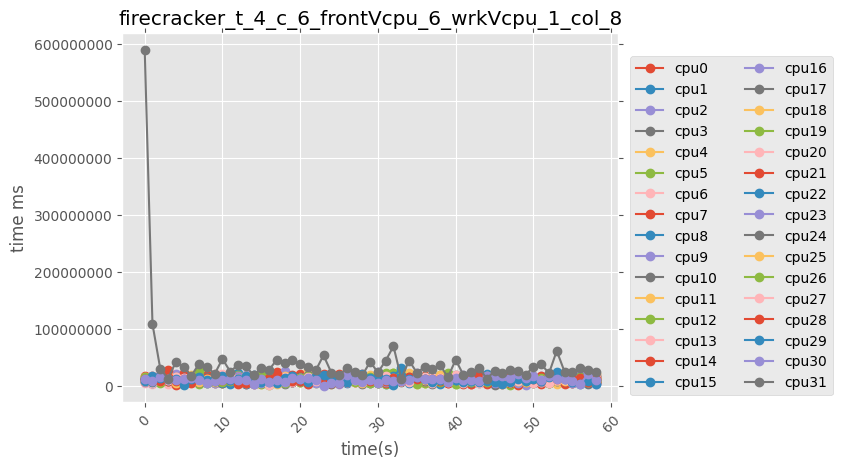 firecracker_t_4_c_6_frontVcpu_6_wrkVcpu_1_col_8
600000000
500000000
400000000
300000000
200000000
100000000
0
time ms
0
10
20
30
40
50
60
time(s)
cpu0
cpu1
cpu2
cpu3
cpu4
cpu5
cpu6
cpu7
cpu8
cpu9
cpu10
cpu11
cpu12
cpu13
cpu14
cpu15
cpu16
cpu17
cpu18
cpu19
cpu20
cpu21
cpu22
cpu23
cpu24
cpu25
cpu26
cpu27
cpu28
cpu29
cpu30
cpu31